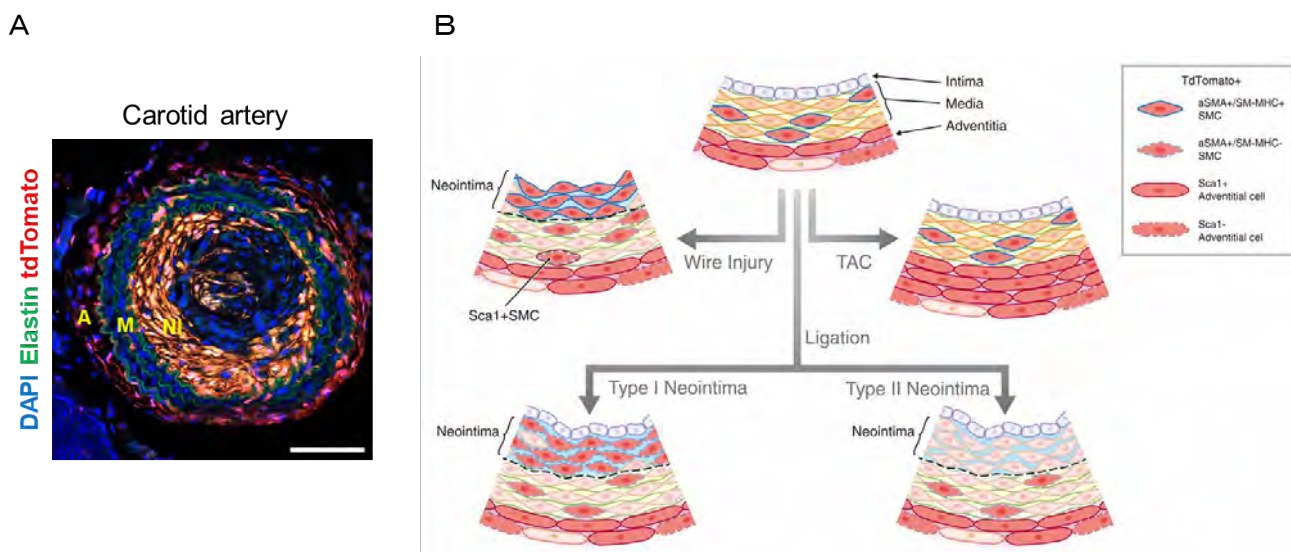 A
B
Carotid artery
DAPI Elastin tdTomato
A
M
NI
Intima
Media
Adventitia
Neointima
Wire Injury
TAC
Sca1+SMC
Ligation
Type I Neointima
Type II Neointima
Neointima
Neointima
TdTomato+
aSMA+/SM-MHC+
SMC
aSMA+/SM-MHC-
SMC
Sca1+
Adventitial cell
Sca1-
Adventitial cel